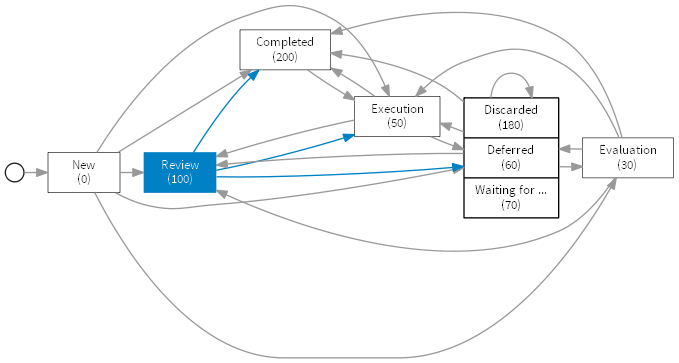 Completed
(200)
Execution
(50)
Discarded
(180)
New
(0)
Review
(100)
Deferred
(60)
Evaluation
(30)
Waiting for ...
(70)